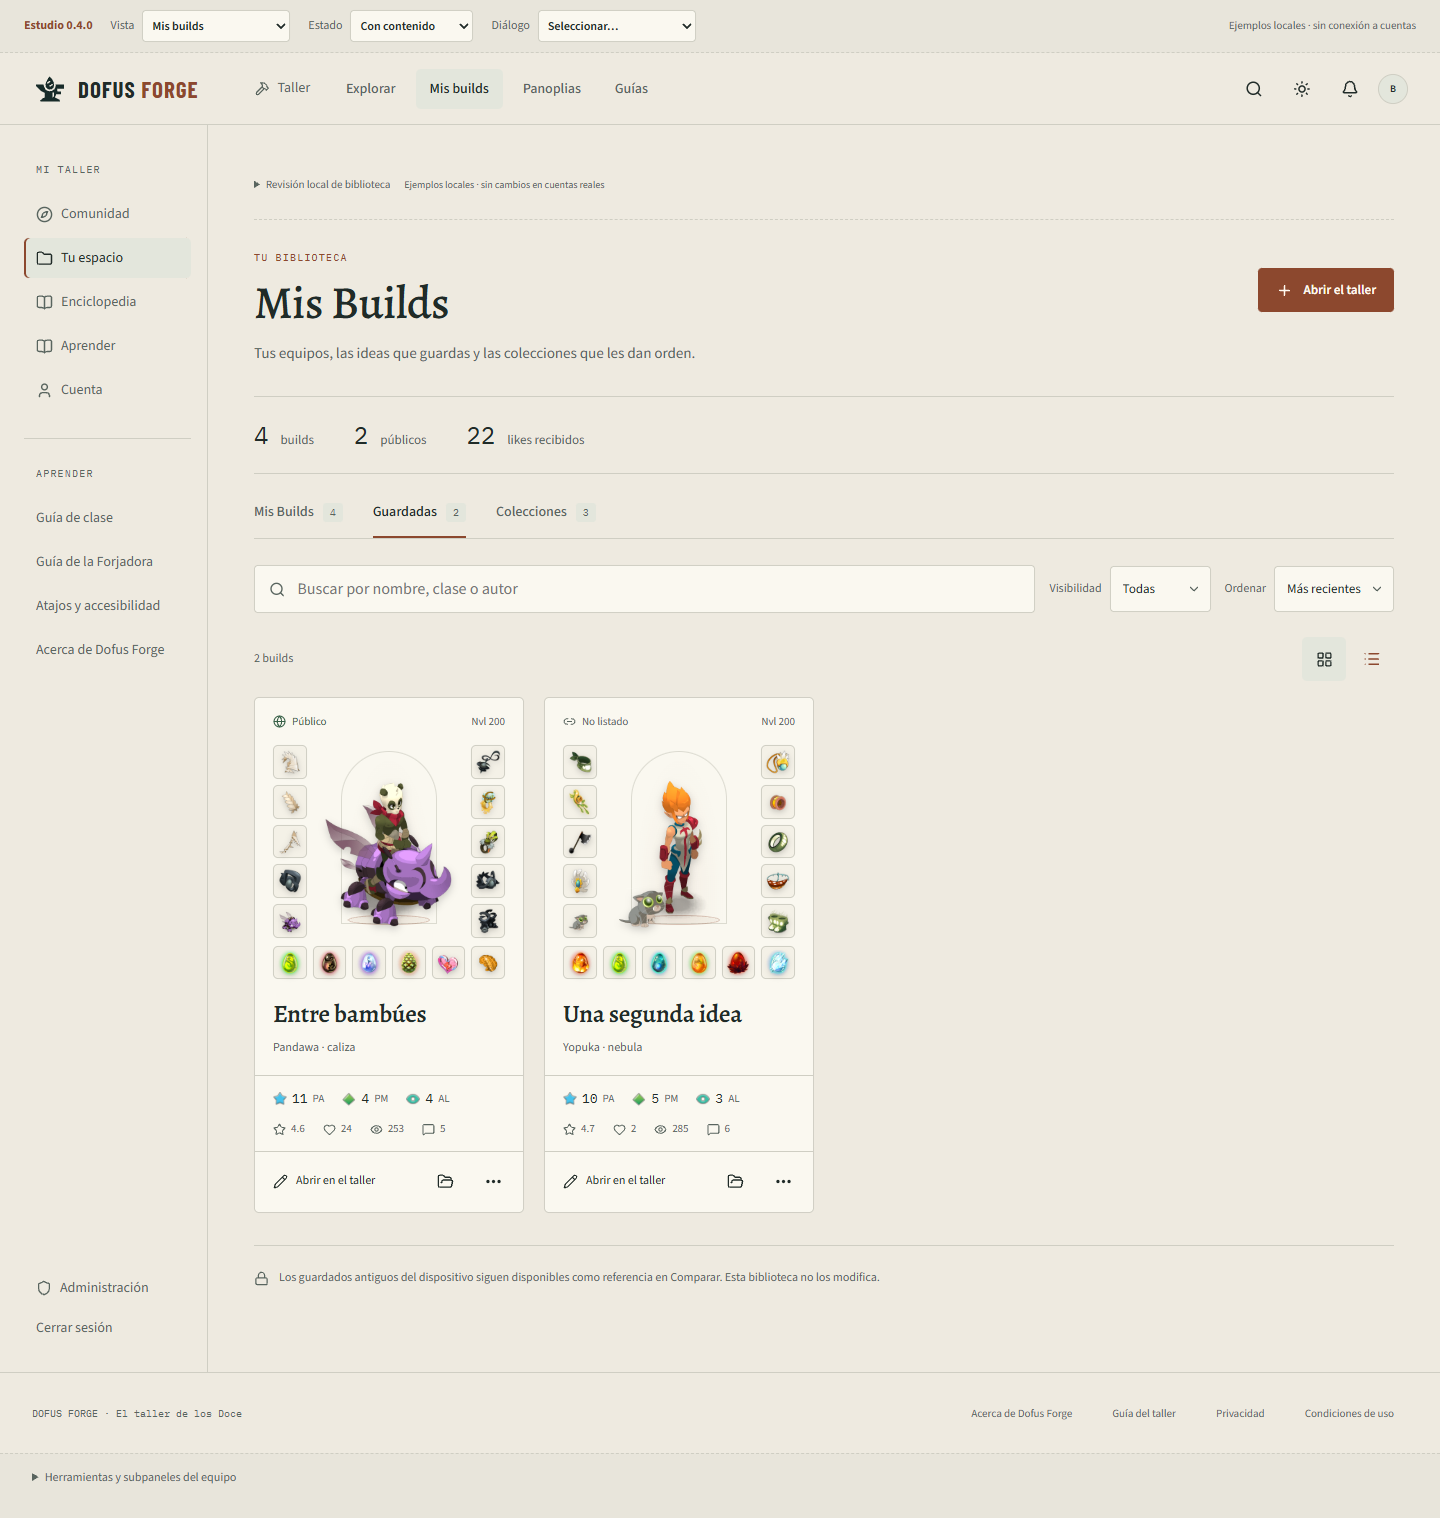 Estudio 0.4.0 Vista Mis builds Estado Con contenido Diálogo Seleccionar... Ejemplos locales · sin conexión a cuentas
DOFUS FORGE Taller Explorar Mis builds Panoplias Guías B
MI TALLER
Comunidad
Tu espacio
Enciclopedia
Aprender
Cuenta
APRENDER
Guía de clase
Guía de la Forjadora
Atajos y accesibilidad
Acerca de Dofus Forge
Administración
Cerrar sesión
Revisión local de biblioteca Ejemplos locales · sin cambios en cuentas reales
TU BIBLIOTECA
Mis Builds
Abrir el taller
Tus equipos, las ideas que guardas y las colecciones que les dan orden.
4 builds 2 públicos 22 likes recibidos
Mis Builds 4 Guardadas 2 Colecciones 3
Buscar por nombre, clase o autor Visibilidad Todas Ordenar Más recientes
2 builds
Público Nvl 200
Entre bambúes
Pandawa · caliza
11 PA 4 PM 4 AL
4.6 24 253 5
Abrir en el taller
No listado Nvl 200
Una segunda idea
Yopuka · nebula
10 PA 5 PM 3 AL
4.7 2 285 6
Abrir en el taller
Los guardados antiguos del dispositivo siguen disponibles como referencia en Comparar. Esta biblioteca no los modifica.
DOFUS FORGE · El taller de los Doce Acerca de Dofus Forge Guía del taller Privacidad Condiciones de uso
Herramientas y subpaneles del equipo